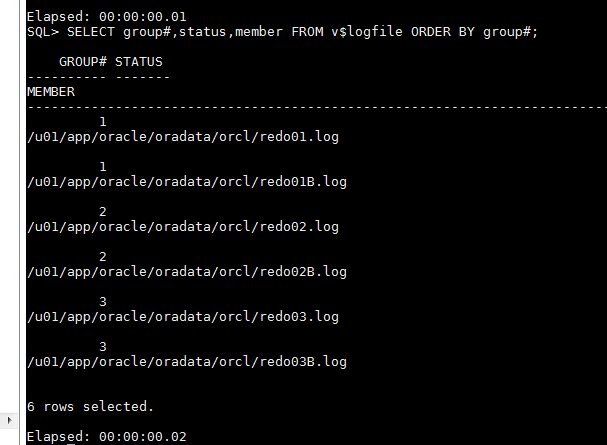 Elapsed: 00:00:00.01
SQL> SELECT group#,status,member FROM v$logfile ORDER BY group#;
GROUP# STATUS
---------- -------
MEMBER
--------------------------------------------------------------------------------
1
/u01/app/oracle/oradata/orcl/redo01.log
1
/u01/app/oracle/oradata/orcl/redo01B.log
2
/u01/app/oracle/oradata/orcl/redo02.log
2
/u01/app/oracle/oradata/orcl/redo02B.log
3
/u01/app/oracle/oradata/orcl/redo03.log
3
/u01/app/oracle/oradata/orcl/redo03B.log
6 rows selected.
Elapsed: 00:00:00.02